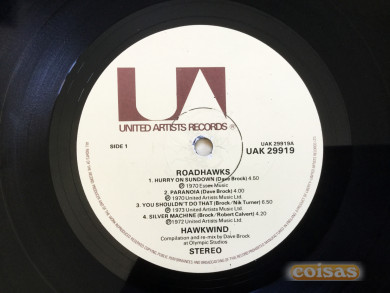 UA
UNITED ARTISTS RECORDS ®
SIDE 1
UAK 29919A
UAK 29919
ROADHAWKS
1. HURRY ON SUNDOWN (Dave Brock) 4.50
℗1970 Essex Music
2. PARANOIA (Dave Brock) 4.00
℗1970 United Artists Music Ltd
3. YOU SHOULDN'T DO THAT (Brock/Nik Turner) 6.50
℗1973 United Artists Music Ltd
4. SILVER MACHINE (Brock/Robert Calvert) 4.20
℗1972 United Artists Music Ltd
HAWKWIND
Compilation and re-mix by Dave Brock
at Olympic Studios
STEREO
coisas